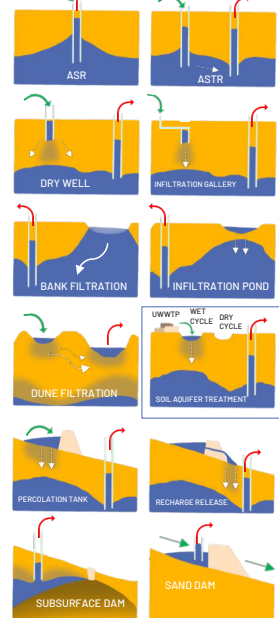 ASR
ASTR
DRY WELL
INFILTRATION GALLERY
BANK FILTRATION
INFILTRATION POND
DUNE FILTRATION
UWWTP
WET
CYCLE
DRY
CYCLE
SOIL AQUIFER TREATMENT
PERCOLATION TANK
RECHARGE RELEASE
SUBSURFACE DAM
SAND DAM